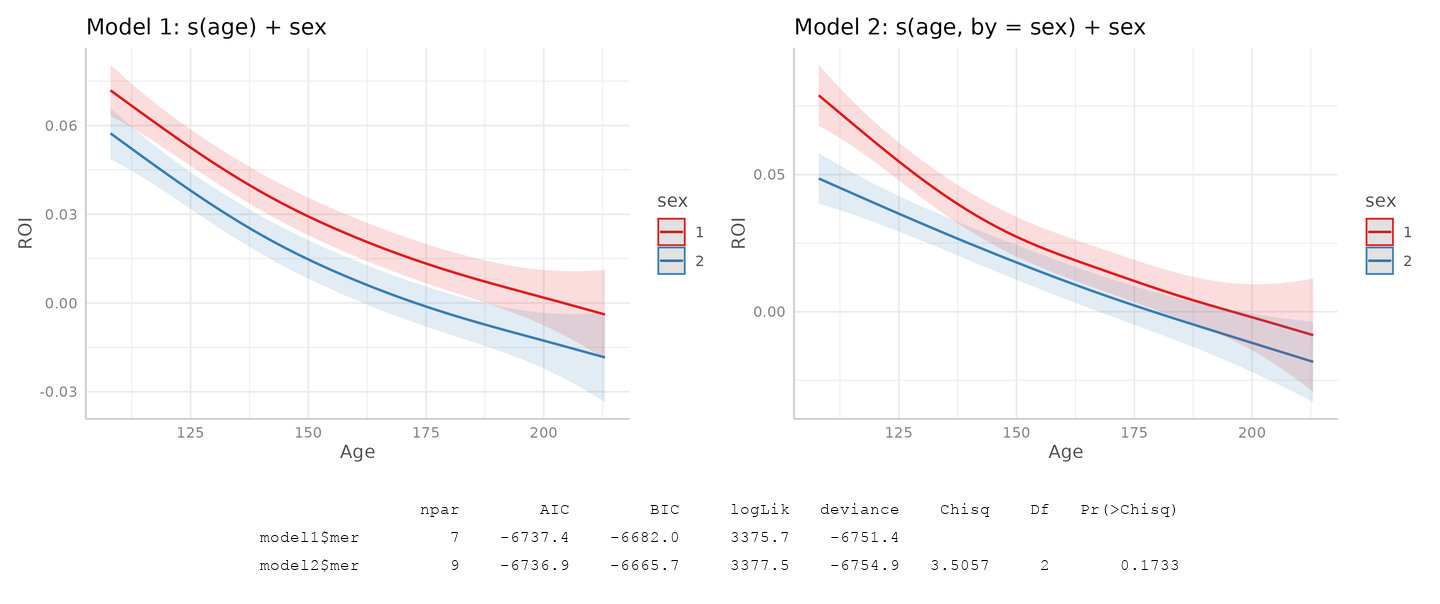 Model 1: s(age) + sex
0.06
0.03
0.00
-0.03
ROI
125 150 175 200
Age
sex
1
2
Model 2: s(age, by = sex) + sex
0.05
0.00
ROI
125 150 175 200
Age
sex
1
2
npar AIC BIC logLik deviance Chisq Df Pr(>Chisq)
model1$mer 7 -6737.4 -6682.0 3375.7 -6751.4
model2$mer 9 -6736.9 -6665.7 3377.5 -6754.9 3.5057 2 0.1733